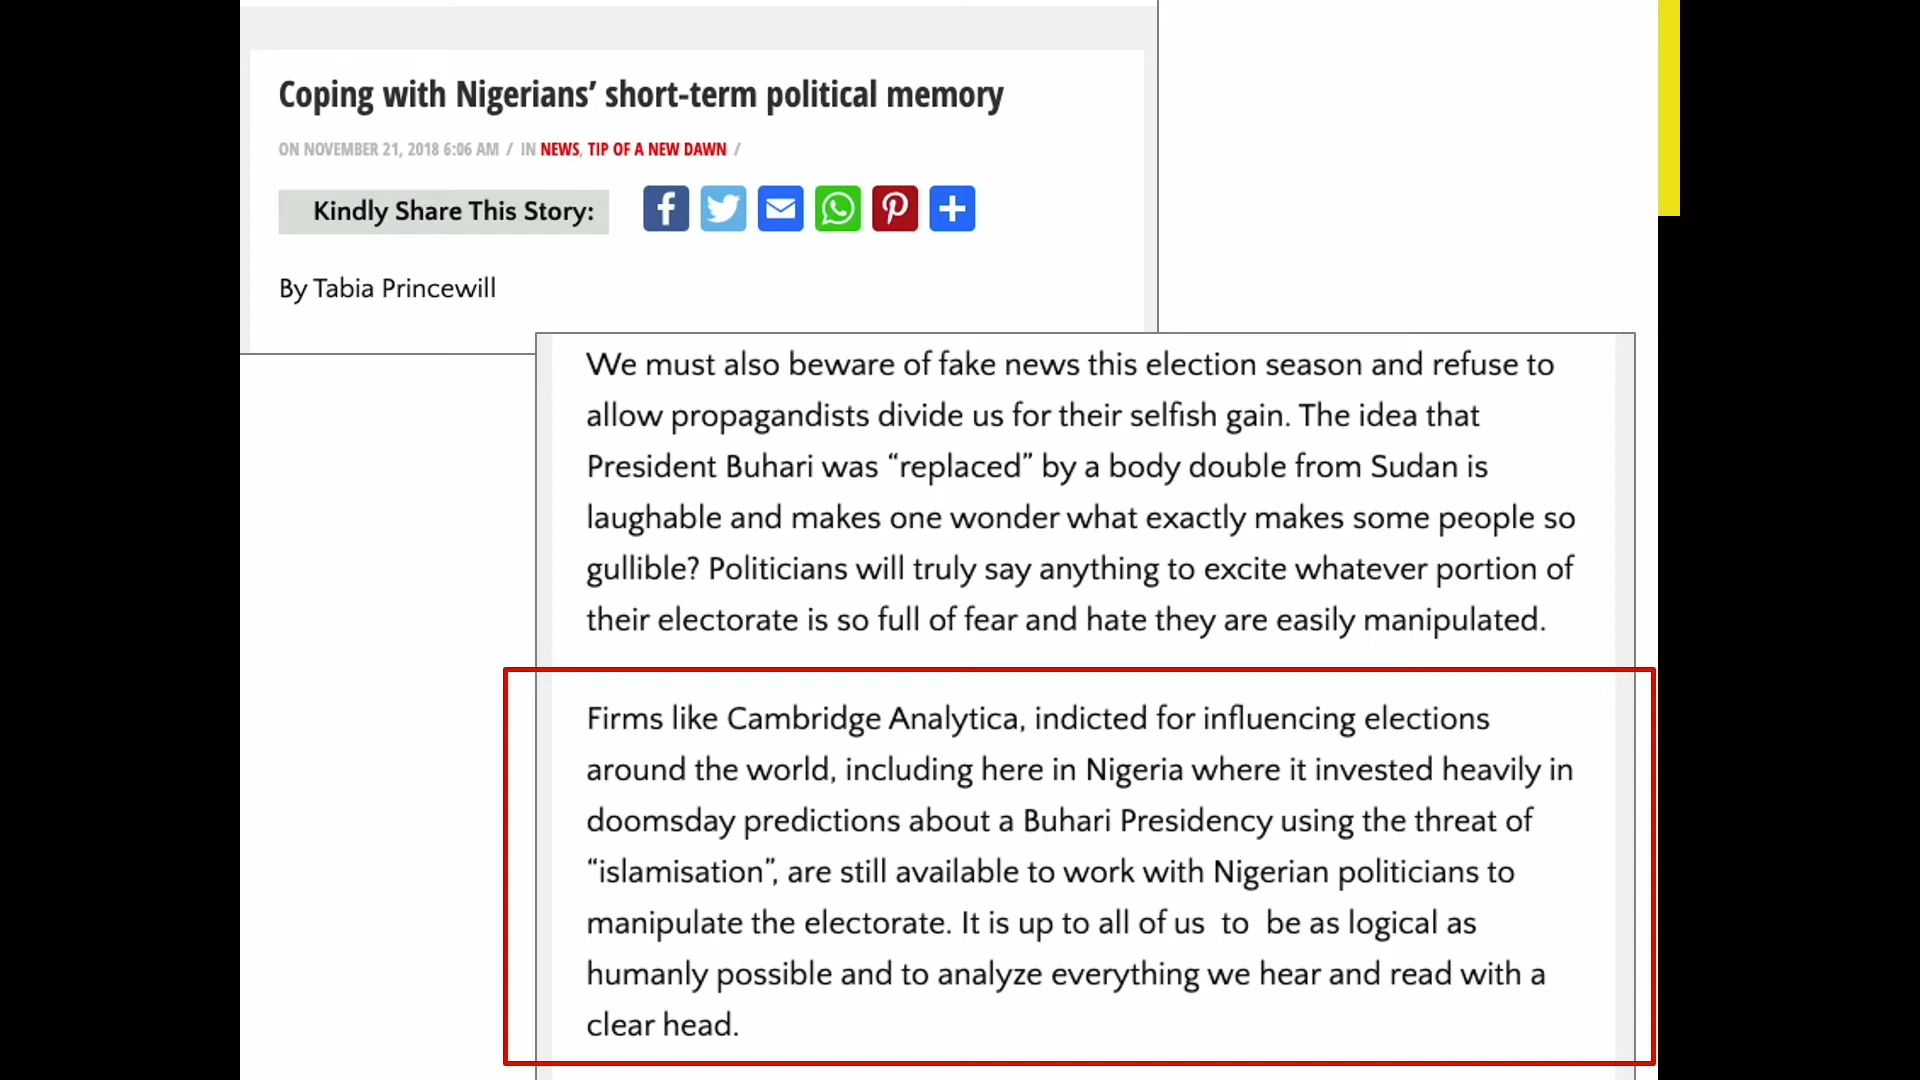 Coping with Nigerians’ short-term political memory
ON NOVEMBER 21, 2018 6:06 AM / IN NEWS, TIP OF A NEW DAWN /
Kindly Share This Story:
By Tabia Princewill
We must also beware of fake news this election season and refuse to
allow propagandists divide us for their selfish gain. The idea that
President Buhari was “replaced” by a body double from Sudan is
laughable and makes one wonder what exactly makes some people so
gullible? Politicians will truly say anything to excite whatever portion of
their electorate is so full of fear and hate they are easily manipulated.
Firms like Cambridge Analytica, indicted for influencing elections
around the world, including here in Nigeria where it invested heavily in
doomsday predictions about a Buhari Presidency using the threat of
“islamisation”, are still available to work with Nigerian politicians to
manipulate the electorate. It is up to all of us to be as logical as
humanly possible and to analyze everything we hear and read with a
clear head.